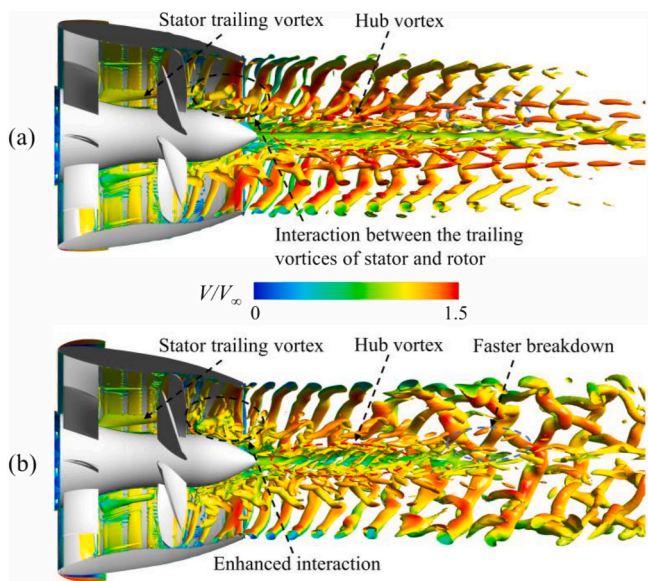 Stator trailing vortex
Hub vortex
(a)
Interaction between the trailing
vortices of stator and rotor
V/V∞
0
1.5
Stator trailing vortex
Hub vortex
Faster breakdown
(b)
Enhanced interaction